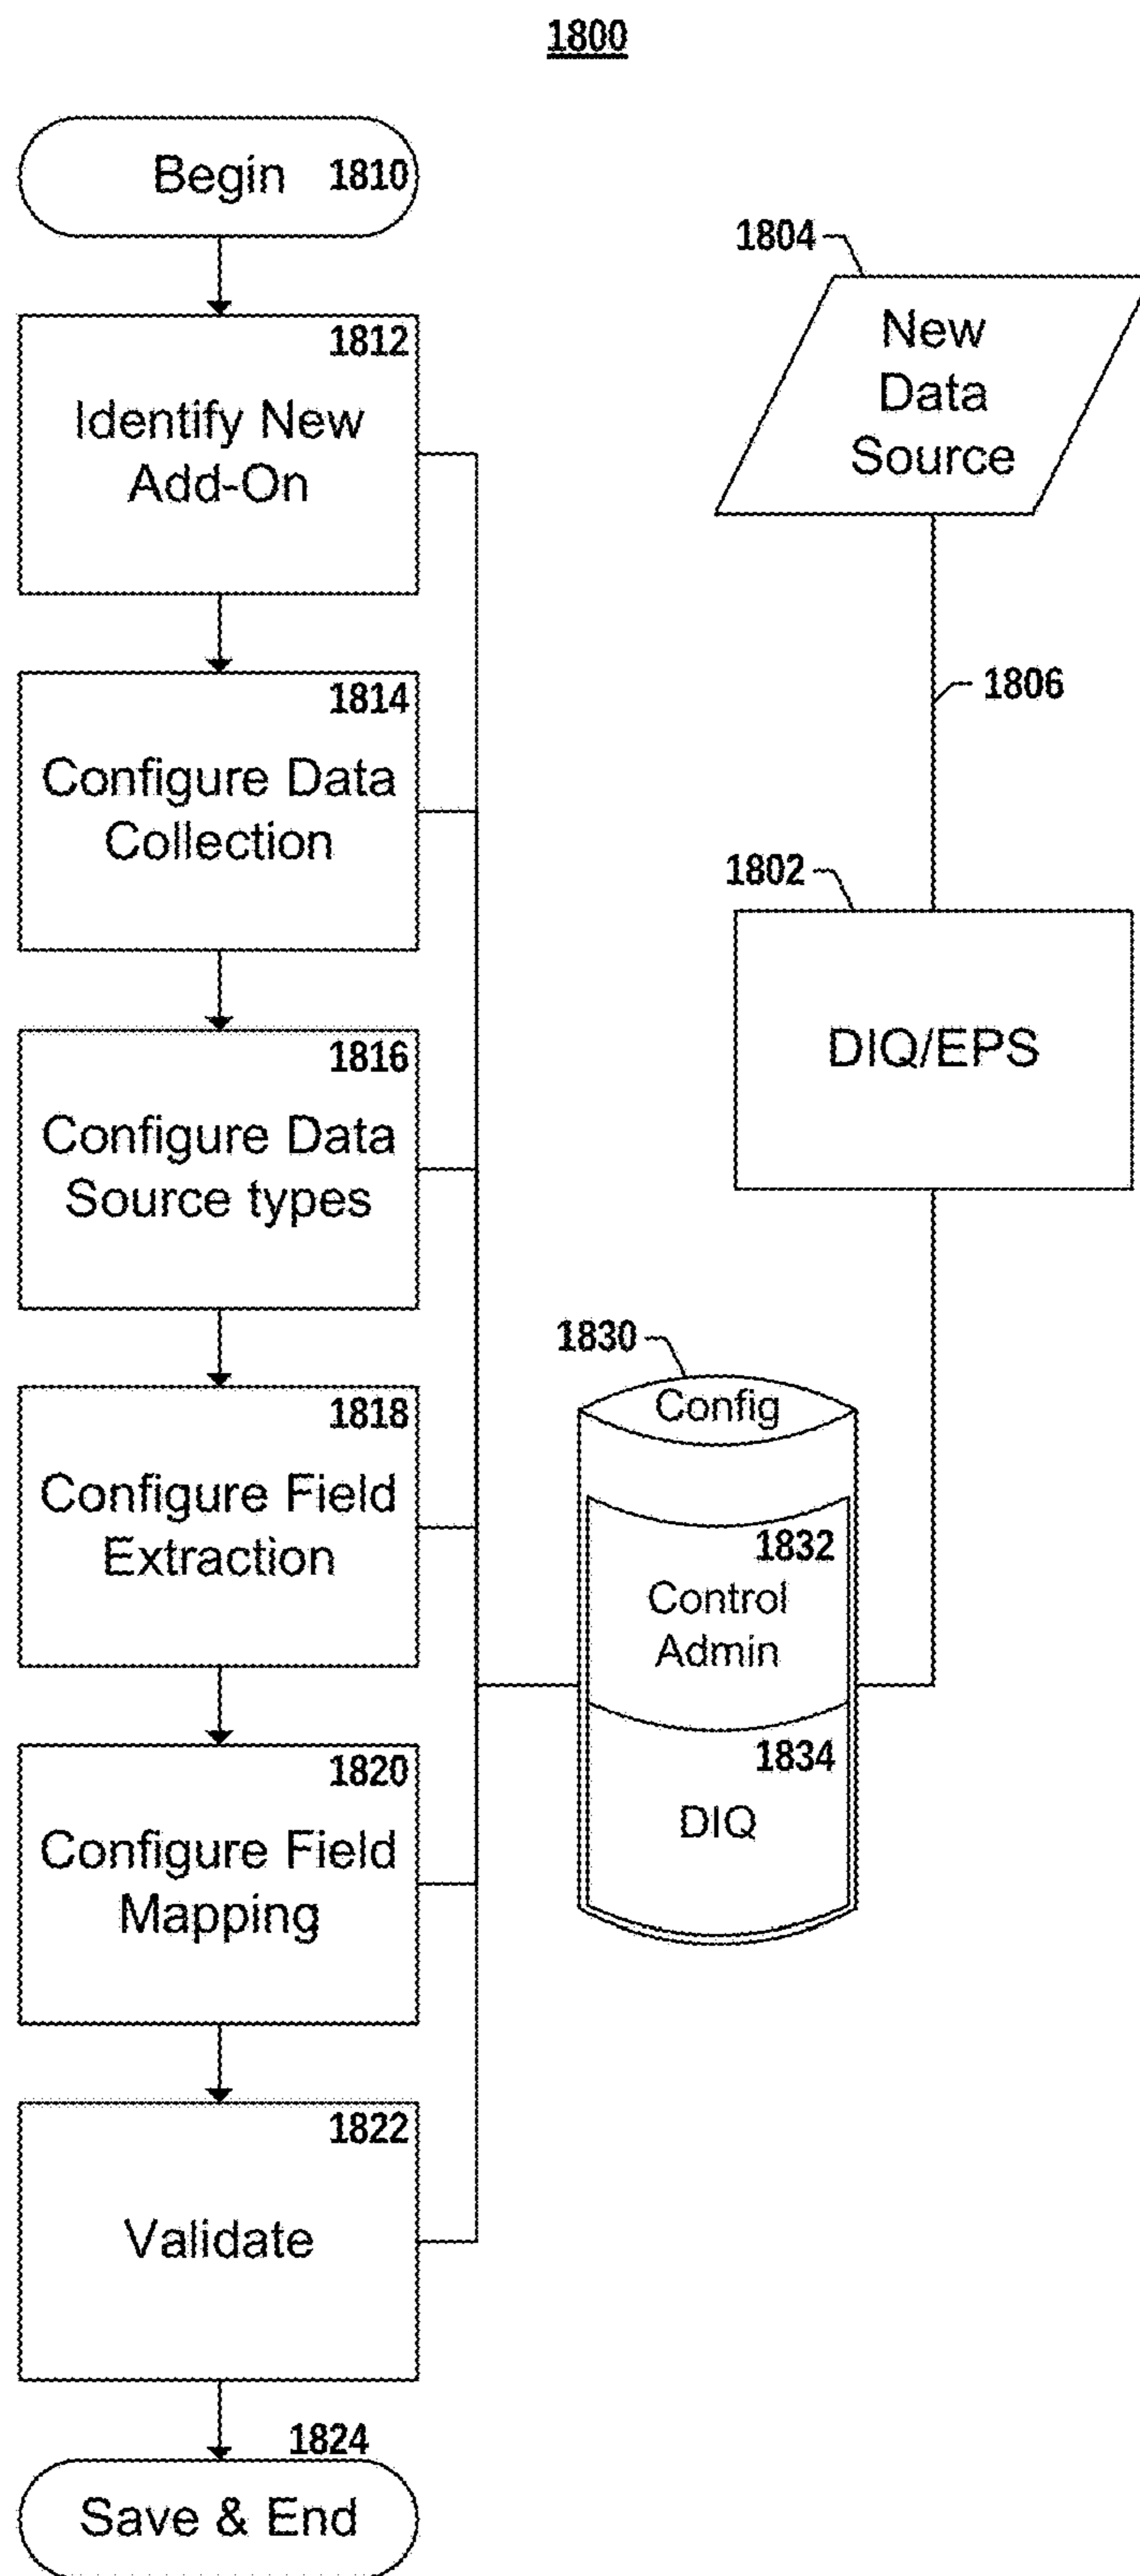 1800
Begin 1810
1812
Identify New
Add-On
1814
Configure Data
Collection
1816
Configure Data
Source types
1818
Configure Field
Extraction
1820
Configure Field
Mapping
1822
Validate
1824
Save & End
1804
New
Data
Source
1806
1802
DIQ/EPS
1830
Config
1832
Control
Admin
1834
DIQ